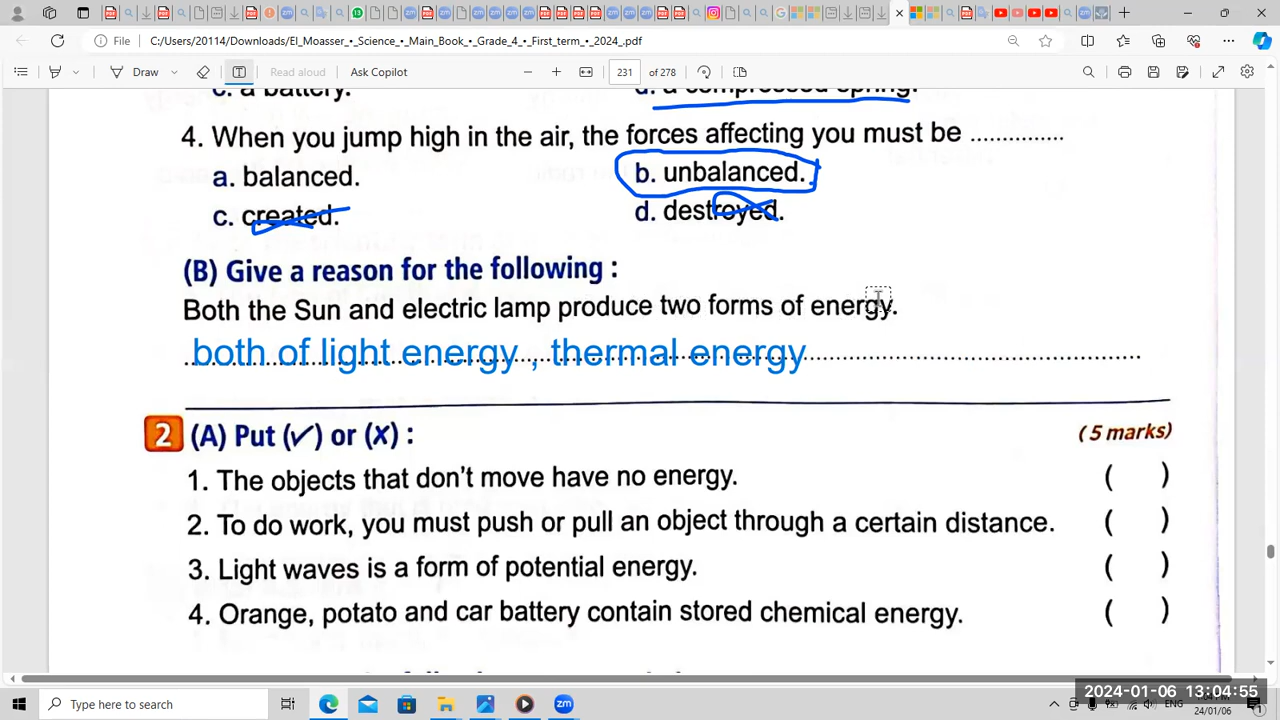 File
C:/Users/20114/Downloads/El_Moasser_•_Science_•_Main_Book_•_Grade_4_•_First_term_•_2024_.pdf
Draw
Read aloud
Ask Copilot
231 of 278
c. a battery. d. a compressed spring.
4. When you jump high in the air, the forces affecting you must be ..............
a. balanced. b. unbalanced.
c. created. d. destroyed.
(B) Give a reason for the following :
Both the Sun and electric lamp produce two forms of energy.
both of light energy , thermal energy
2 (A) Put (✓) or (x) : (5 marks)
1. The objects that don't move have no energy. ( )
2. To do work, you must push or pull an object through a certain distance. ( )
3. Light waves is a form of potential energy. ( )
4. Orange, potato and car battery contain stored chemical energy. ( )
Type here to search
ENG
24/01/06
2024-01-06 13:04:55